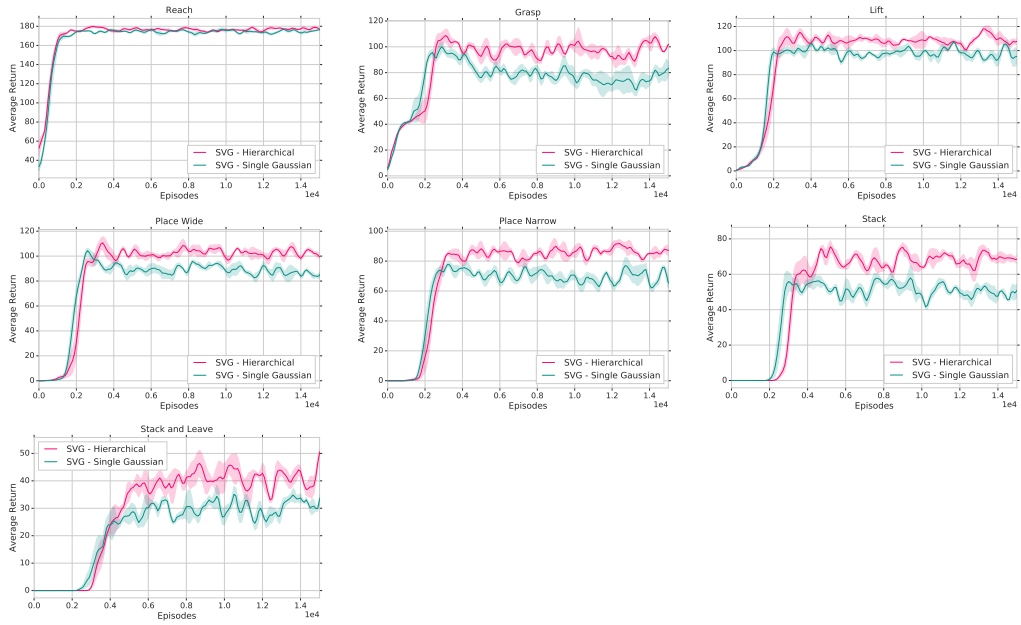 Reach
Average Return
180
160
140
120
100
80
60
40
SVG - Hierarchical
SVG - Single Gaussian
0.0 0.2 0.4 0.6 0.8 1.0 1.2 1.4
1e4
Episodes
Grasp
Average Return
120
100
80
60
40
20
0
SVG - Hierarchical
SVG - Single Gaussian
0.0 0.2 0.4 0.6 0.8 1.0 1.2 1.4
1e4
Episodes
Lift
Average Return
120
100
80
60
40
20
0
SVG - Hierarchical
SVG - Single Gaussian
0.0 0.2 0.4 0.6 0.8 1.0 1.2 1.4
1e4
Episodes
Place Wide
Average Return
120
100
80
60
40
20
0
SVG - Hierarchical
SVG - Single Gaussian
0.0 0.2 0.4 0.6 0.8 1.0 1.2 1.4
1e4
Episodes
Place Narrow
Average Return
100
80
60
40
20
0
SVG - Hierarchical
SVG - Single Gaussian
0.0 0.2 0.4 0.6 0.8 1.0 1.2 1.4
1e4
Episodes
Stack
Average Return
80
60
40
20
0
SVG - Hierarchical
SVG - Single Gaussian
0.0 0.2 0.4 0.6 0.8 1.0 1.2 1.4
1e4
Episodes
Stack and Leave
Average Return
50
40
30
20
10
0
SVG - Hierarchical
SVG - Single Gaussian
0.0 0.2 0.4 0.6 0.8 1.0 1.2 1.4
1e4
Episodes